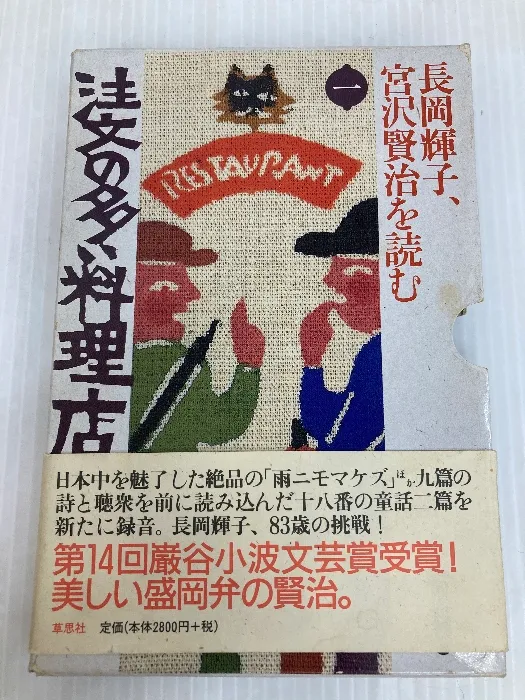 長岡輝子、
宮沢賢治を読む
一
RESTAURANT
注文の多い料理店
日本中を魅了した絶品の「雨ニモマケズ」ほか九篇の
詩と聴衆を前に読み込んだ十八番の童話二篇を
新たに録音。長岡輝子、83歳の挑戦!
第14回巌谷小波文芸賞受賞!
美しい盛岡弁の賢治。
草思社 定価(本体2800円+税)